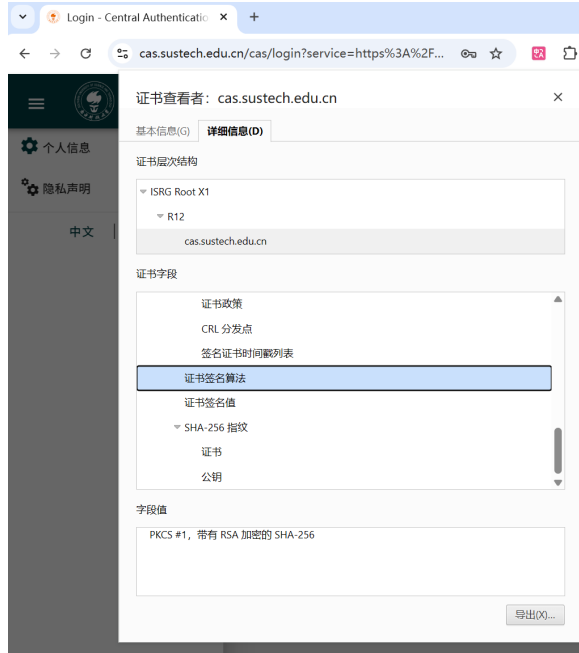 Login - Central Authenticatio
cas.sustech.edu.cn/cas/login?service=https%3A%2F...
个人信息
隐私声明
中文
证书查看者：cas.sustech.edu.cn
基本信息(G)
详细信息(D)
证书层次结构
ISRG Root X1
R12
cas.sustech.edu.cn
证书字段
证书政策
CRL 分发点
签名证书时间戳列表
证书签名算法
证书签名值
SHA-256 指纹
证书
公钥
字段值
PKCS #1，带有 RSA 加密的 SHA-256
导出(X)...